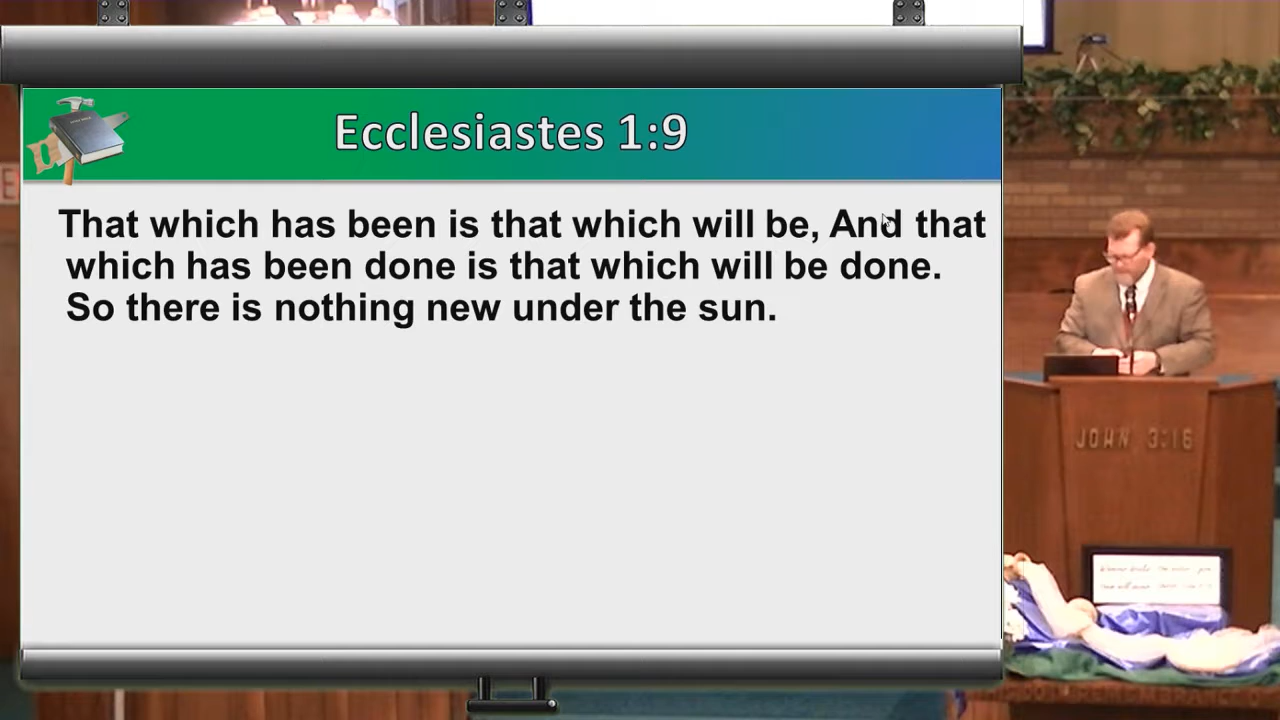 Ecclesiastes 1:9
That which has been is that which will be, And that
which has been done is that which will be done.
So there is nothing new under the sun.
JOHN 3:16